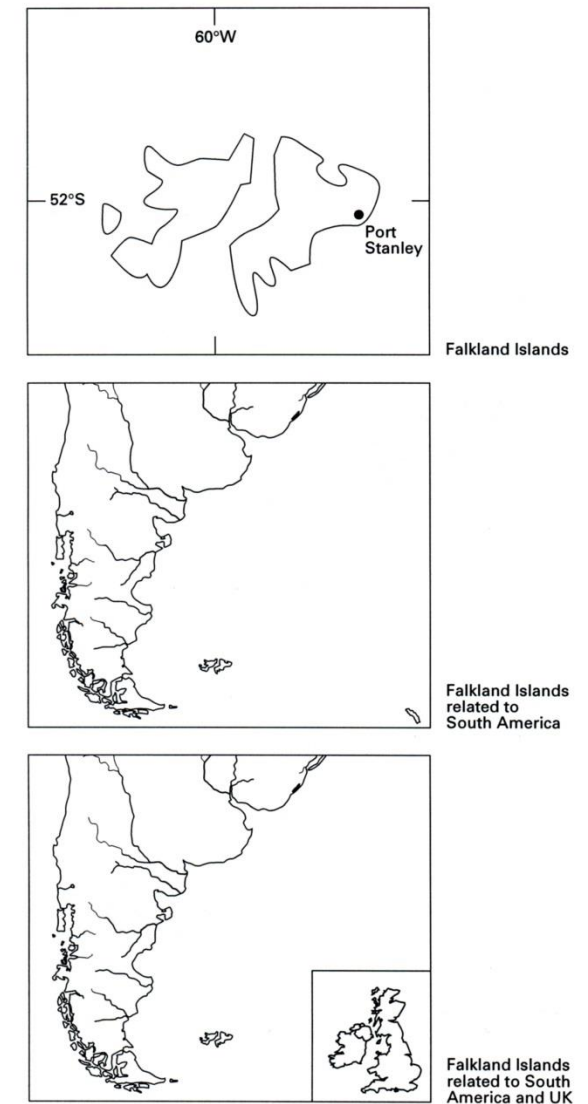 60°W
52°S
Port
Stanley
Falkland Islands
Falkland Islands
related to
South America
Falkland Islands
related to South
America and UK